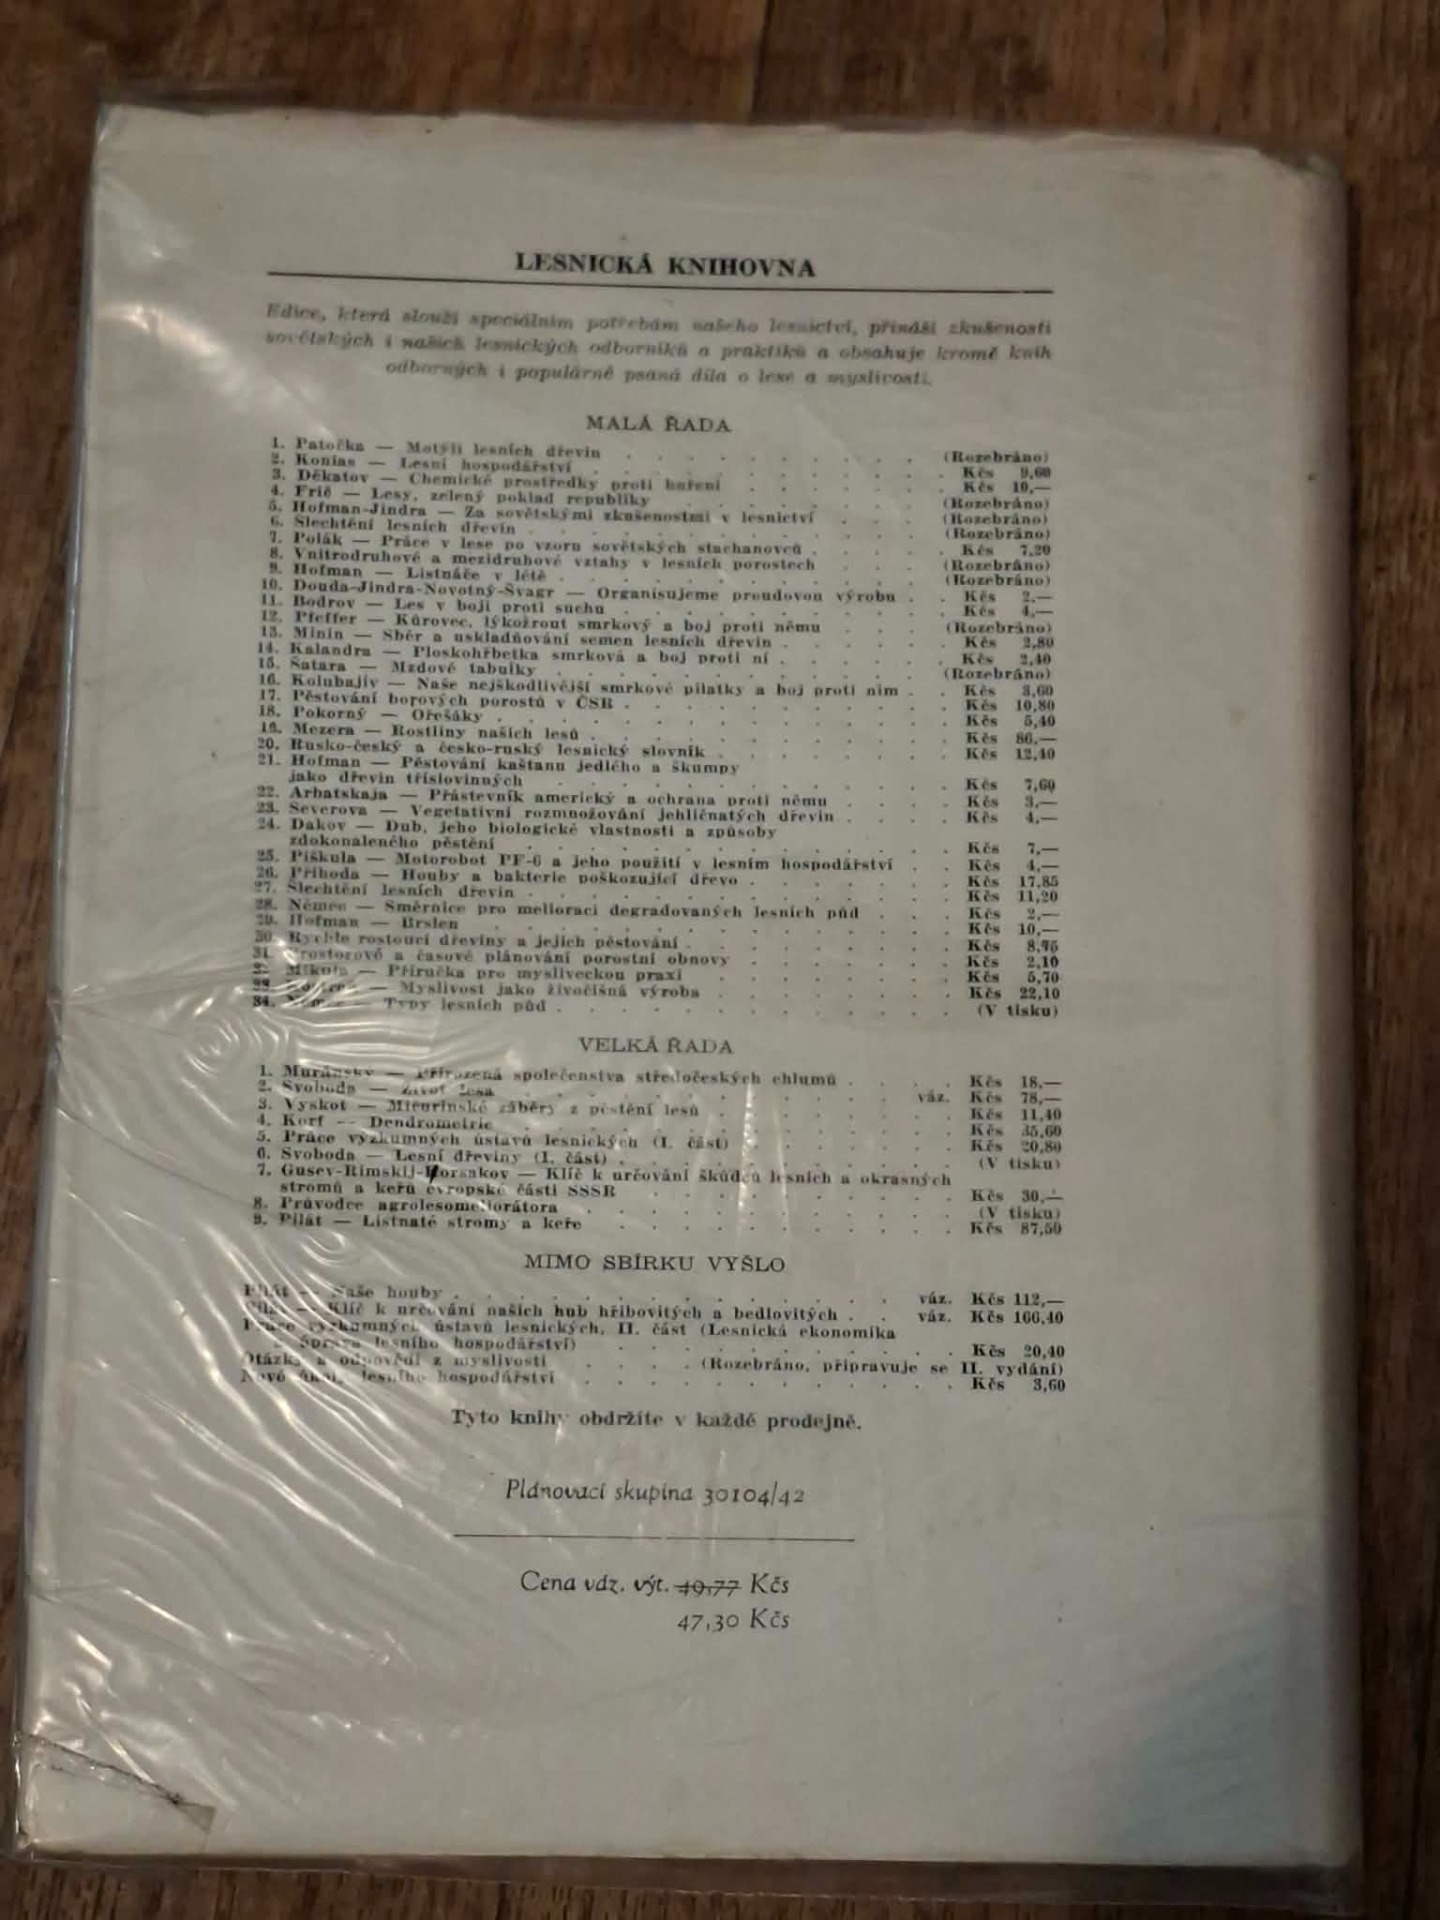 LESNICKÁ KNIHOVNA
Edice, která slouží speciálním potřebám našeho lesnictví, přináší zkušenosti
sovětských i našich lesnických odborníků a praktiků a obsahuje kromě knih
odborných i populárně psaná díla o lese a myslivosti.
MALÁ ŘADA
1. Patočka — Motýli lesních dřevin . . . . . . . . . (Rozebráno)
2. Konias — Lesní hospodářství . . . . . . . . . Kčs 9,60
3. Děkatov — Chemické prostředky proti buření . . . . . . Kčs 10,—
4. Frič — Lesy, zelený poklad republiky . . . . . . . (Rozebráno)
5. Hofman-Jindra — Za sovětskými zkušenostmi v lesnictví . . . (Rozebráno)
6. Šlechtění lesních dřevin . . . . . . . . . . (Rozebráno)
7. Polák — Práce v lese po vzoru sovětských stachanovců . . . . . Kčs 7,20
8. Vnitrodruhové a mezidruhové vztahy v lesních porostech . . . (Rozebráno)
9. Hofman — Listnáče v létě . . . . . . . . . . (Rozebráno)
10. Douda-Jindra-Novotný-Švagr — Organisujeme proudovou výrobu . . Kčs 2,—
11. Bodrov — Les v boji proti suchu . . . . . . . . . Kčs 4,—
12. Pfeffer — Kůrovec, lýkožrout smrkový a boj proti němu . . . (Rozebráno)
13. Minin — Sběr a uskladňování semen lesních dřevin . . . . . Kčs 2,80
14. Kalandra — Ploskohřbetka smrková a boj proti ní . . . . . . Kčs 2,40
15. Šatara — Mzdové tabulky . . . . . . . . . . (Rozebráno)
16. Kolubajiv — Naše nejškodlivější smrkové pilatky a boj proti nim . . Kčs 3,60
17. Pěstování borových porostů v ČSR . . . . . . . . . Kčs 10,80
18. Pokorný — Ořešáky . . . . . . . . . . . . Kčs 5,40
19. Mezera — Rostliny našich lesů . . . . . . . . . . Kčs 86,—
20. Rusko-český a česko-ruský lesnický slovník . . . . . . . Kčs 12,40
21. Hofman — Pěstování kaštanu jedlého a škumpy
jako dřevin tříslovinných . . . . . . . . . . Kčs 7,60
22. Arbatskaja — Přástevník americký a ochrana proti němu . . . . Kčs 3,—
23. Severova — Vegetativní rozmnožování jehličnatých dřevin . . . . Kčs 4,—
24. Dakov — Dub, jeho biologické vlastnosti a způsoby
zdokonaleného pěstění . . . . . . . . . . . Kčs 7,—
25. Piškula — Motorobot PF-6 a jeho použití v lesním hospodářství . . Kčs 4,—
26. Příhoda — Houby a bakterie poškozující dřevo . . . . . . . Kčs 17,85
27. Šlechtění lesních dřevin . . . . . . . . . . . Kčs 11,20
28. Němec — Směrnice pro melioraci degradovaných lesních půd . . . Kčs 2,—
29. Hofman — Brslen . . . . . . . . . . . . Kčs 10,—
30. Rychle rostoucí dřeviny a jejich pěstování . . . . . . . . Kčs 8,75
31. Prostorové a časové plánování porostní obnovy . . . . . . Kčs 2,10
32. Mikula — Příručka pro mysliveckou praxi . . . . . . . Kčs 5,70
33. — Myslivost jako živočišná výroba . . . . . . . Kčs 22,10
34. Němec — Typy lesních půd . . . . . . . . . . . (V tisku)
VELKÁ ŘADA
1. Muránský — Přirozená společenstva středočeských chlumů . . . . Kčs 18,—
2. Svoboda — Život lesa . . . . . . . . . . váz. Kčs 78,—
3. Vyskot — Mičurinské záběry z pěstění lesů . . . . . . . Kčs 11,40
4. Korf — Dendrometrie . . . . . . . . . . . . Kčs 35,60
5. Práce výzkumných ústavů lesnických (I. část) . . . . . . . Kčs 20,80
6. Svoboda — Lesní dřeviny (I. část) . . . . . . . . . . (V tisku)
7. Gusev-Rimskij-Korsakov — Klíč k určování škůdců lesních a okrasných
stromů a keřů evropské části SSSR . . . . . . . . Kčs 30,—
8. Průvodce agrolesomeliorátora . . . . . . . . . . (V tisku)
9. Pilát — Listnaté stromy a keře . . . . . . . . . Kčs 87,50
MIMO SBÍRKU VYŠLO
Pilát — Naše houby . . . . . . . . . . . váz. Kčs 112,—
Pilát — Klíč k určování našich hub hřibovitých a bedlovitých . . váz. Kčs 166,40
Práce výzkumných ústavů lesnických, II. část (Lesnická ekonomika
a úprava lesního hospodářství) . . . . . . . . . Kčs 20,40
Otázky a odpovědi z myslivosti . . . . (Rozebráno, připravuje se II. vydání)
Nové úkoly lesního hospodářství . . . . . . . . . . Kčs 3,60
Tyto knihy obdržíte v každé prodejně.
Plánovací skupina 30104/42
Cena váz. výt. 40,77 Kčs
47,30 Kčs